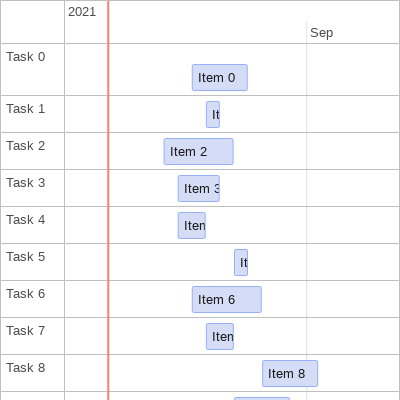 2021
Sep
Task 0
Item 0
Task 1
It
Task 2
Item 2
Task 3
Item 3
Task 4
Item
Task 5
It
Task 6
Item 6
Task 7
Item
Task 8
Item 8